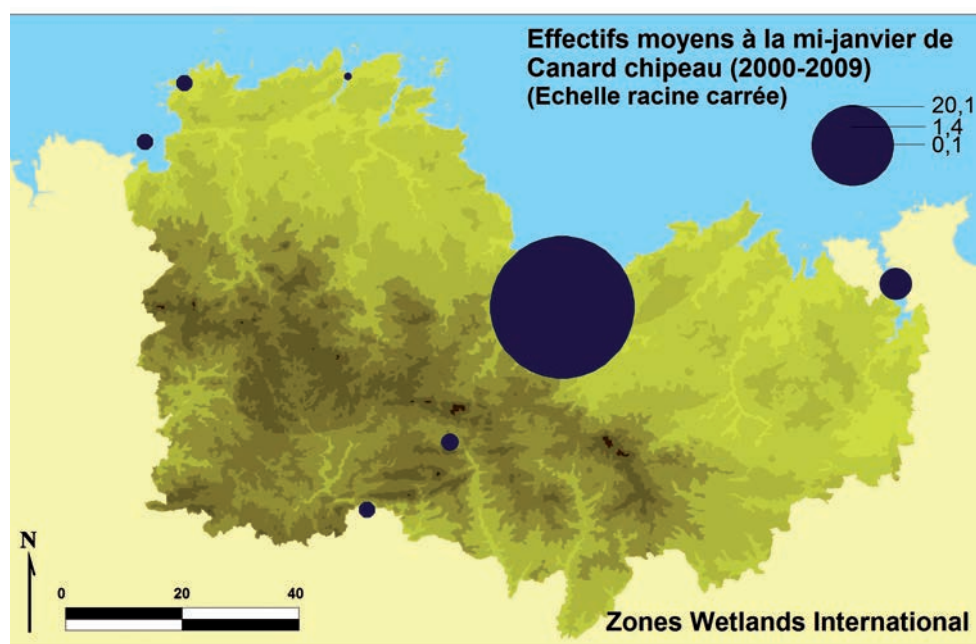 Effectifs moyens à la mi-janvier de
Canard chipeau (2000-2009)
(Echelle racine carrée)
20,1
1,4
0,1
N
0 20 40
Zones Wetlands International